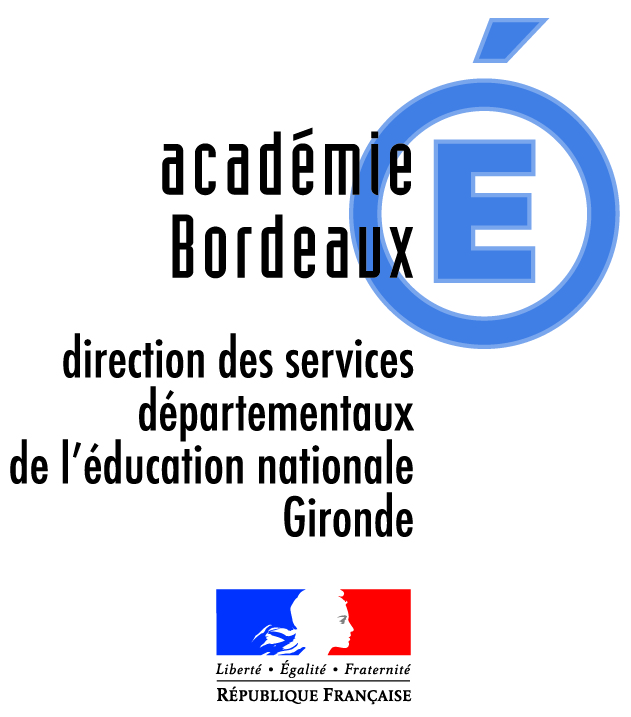 académie
Bordeaux
É
direction des services
départementaux
de l'éducation nationale
Gironde
Liberté • Égalité • Fraternité
RÉPUBLIQUE FRANÇAISE